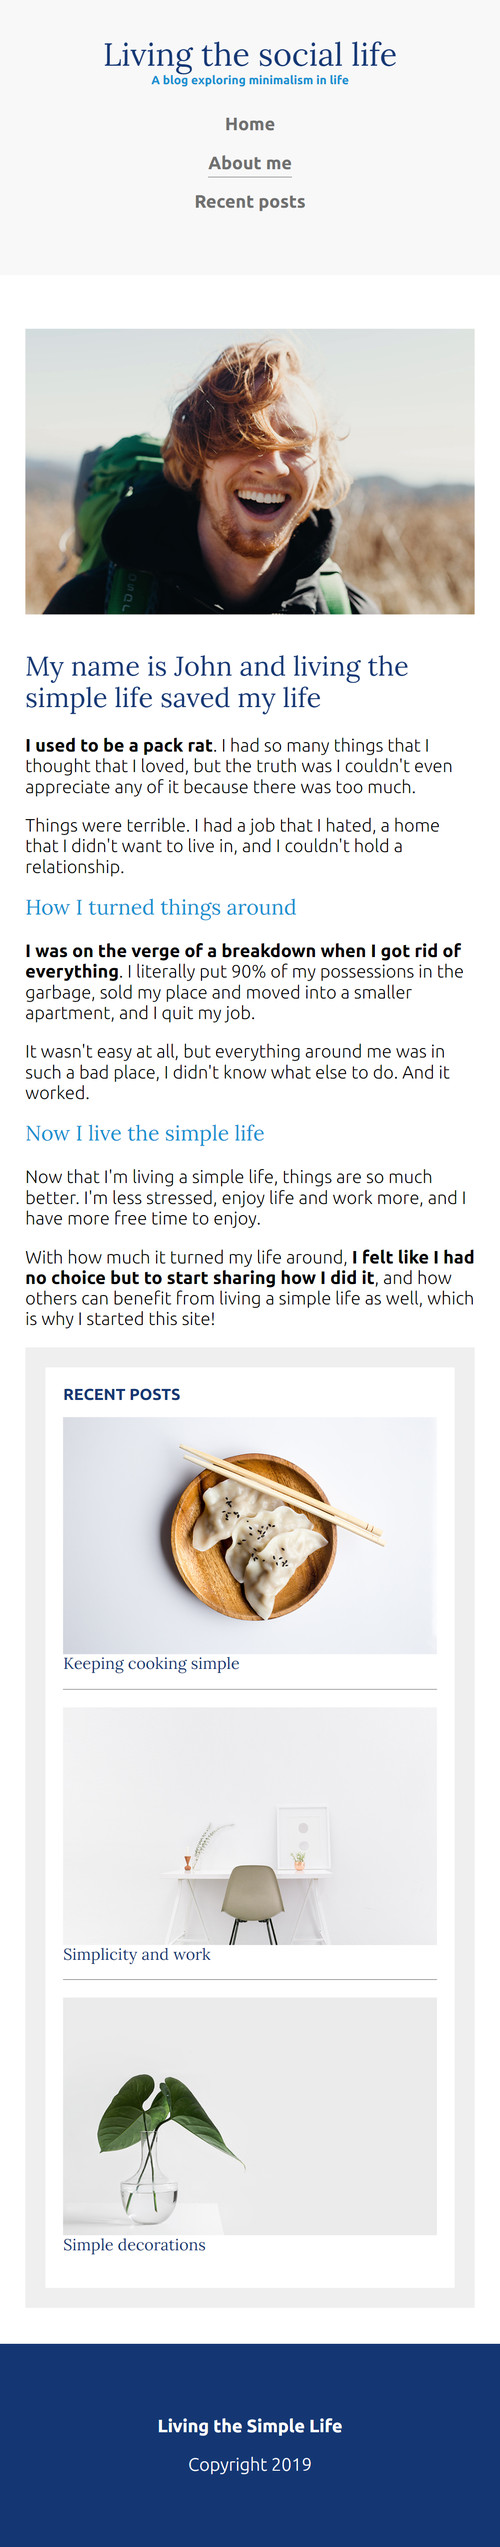 Living the social life
A blog exploring minimalism in life
Home
About me
Recent posts
My name is John and living the
simple life saved my life
I used to be a pack rat. I had so many things that I
thought that I loved, but the truth was I couldn't even
appreciate any of it because there was too much.
Things were terrible. I had a job that I hated, a home
that I didn't want to live in, and I couldn't hold a
relationship.
How I turned things around
I was on the verge of a breakdown when I got rid of
everything. I literally put 90% of my possessions in the
garbage, sold my place and moved into a smaller
apartment, and I quit my job.
It wasn't easy at all, but everything around me was in
such a bad place, I didn't know what else to do. And it
worked.
Now I live the simple life
Now that I'm living a simple life, things are so much
better. I'm less stressed, enjoy life and work more, and I
have more free time to enjoy.
With how much it turned my life around, I felt like I had
no choice but to start sharing how I did it, and how
others can benefit from living a simple life as well, which
is why I started this site!
RECENT POSTS
Keeping cooking simple
Simplicity and work
Simple decorations
Living the Simple Life
Copyright 2019